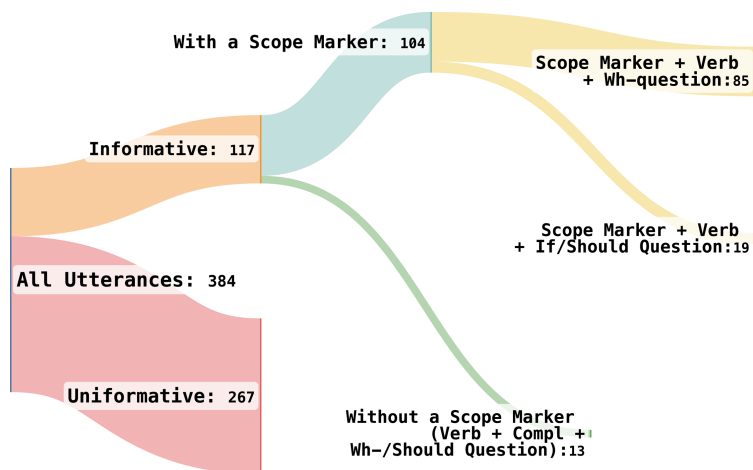 With a Scope Marker: 104
Scope Marker + Verb
+ Wh-question:85
Informative: 117
Scope Marker + Verb
+ If/Should Question:19
All Utterances: 384
Uniformative: 267
Without a Scope Marker
(Verb + Compl +
Wh-/Should Question):13